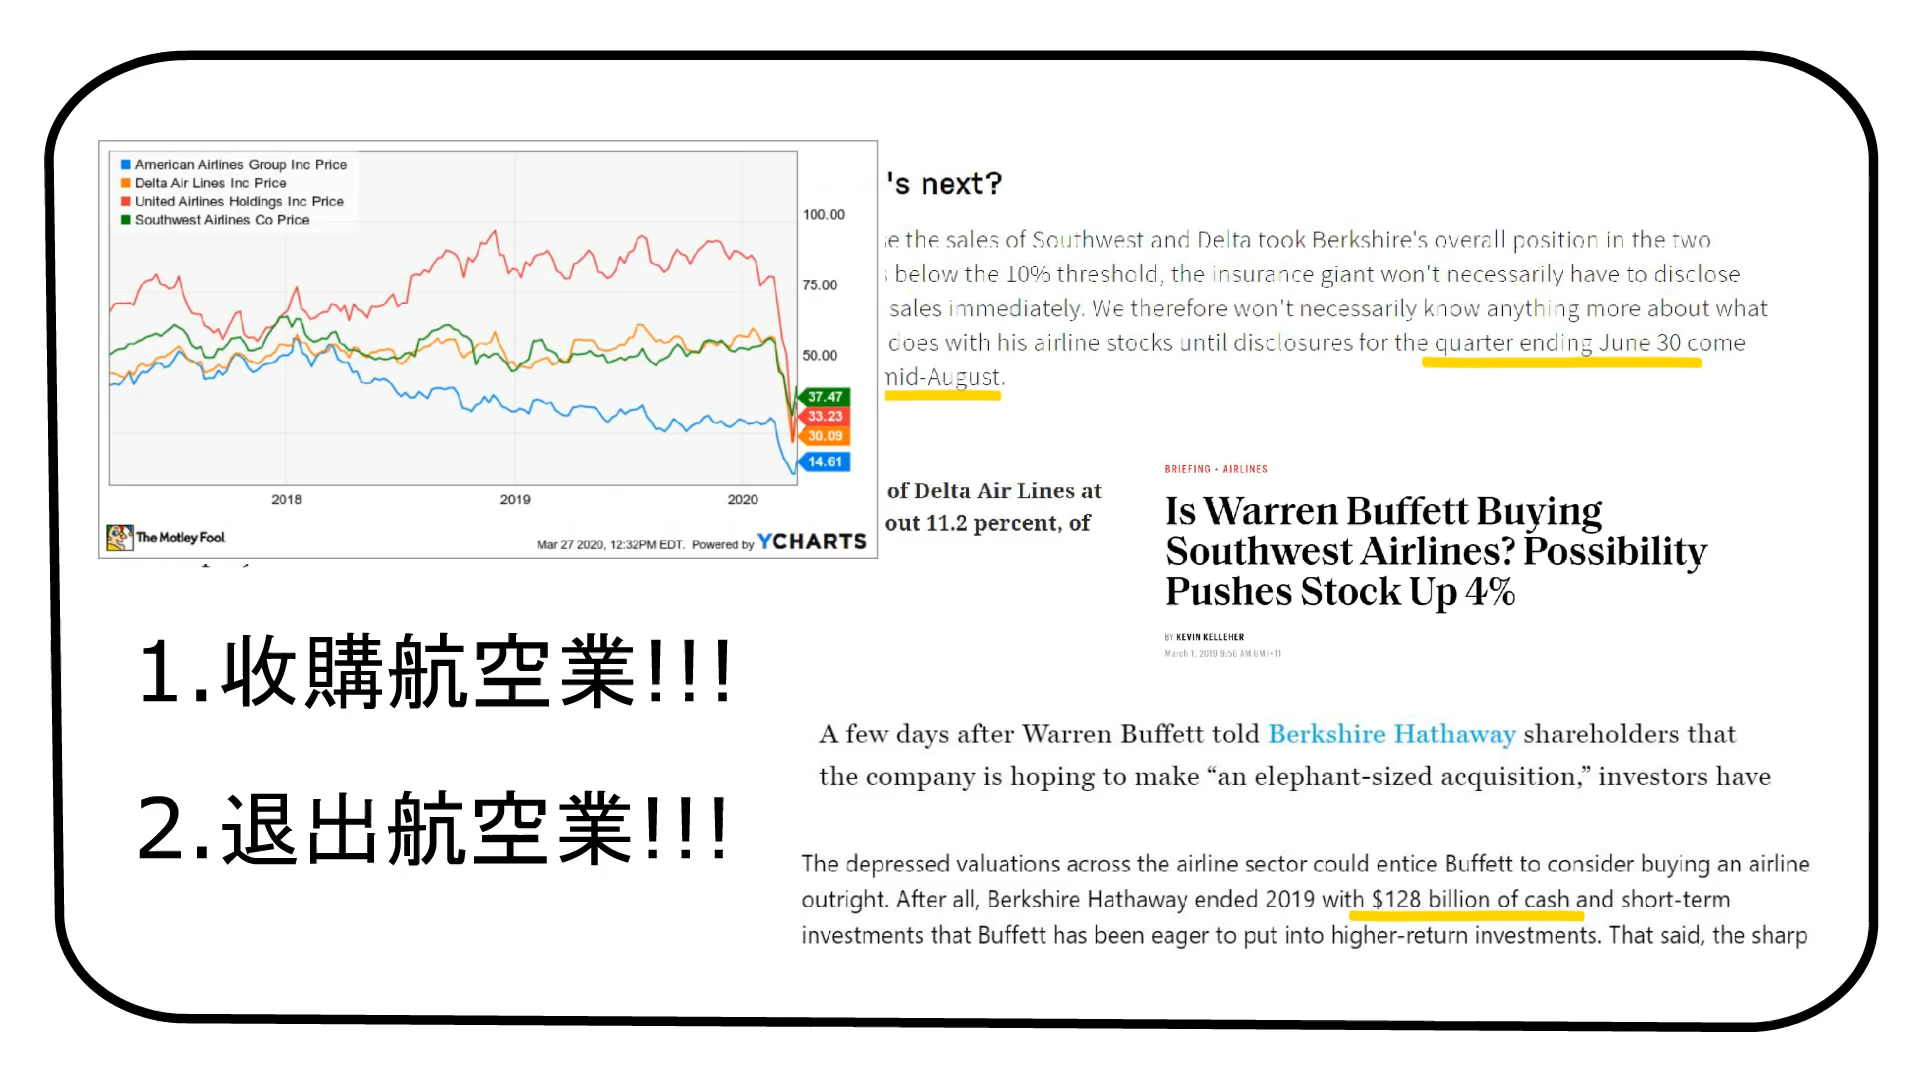 American Airlines Group Inc Price
Delta Air Lines Inc Price
United Airlines Holdings Inc Price
Southwest Airlines Co Price
100.00
75.00
50.00
37.47
33.23
30.09
14.61
2018 2019 2020
The Motley Fool
Mar 27 2020, 12:32PM EDT. Powered by YCHARTS
's next?
the sales of Southwest and Delta took Berkshire's overall position in the two
below the 10% threshold, the insurance giant won't necessarily have to disclose
sales immediately. We therefore won't necessarily know anything more about what
does with his airline stocks until disclosures for the quarter ending June 30 come
mid-August.
of Delta Air Lines at
out 11.2 percent, of
BRIEFING • AIRLINES
Is Warren Buffett Buying
Southwest Airlines? Possibility
Pushes Stock Up 4%
BY KEVIN KELLEHER
March 1, 2019 9:56 AM GMT+11
1.收購航空業!!!
2.退出航空業!!!
A few days after Warren Buffett told Berkshire Hathaway shareholders that
the company is hoping to make “an elephant-sized acquisition,” investors have
The depressed valuations across the airline sector could entice Buffett to consider buying an airline
outright. After all, Berkshire Hathaway ended 2019 with $128 billion of cash and short-term
investments that Buffett has been eager to put into higher-return investments. That said, the sharp